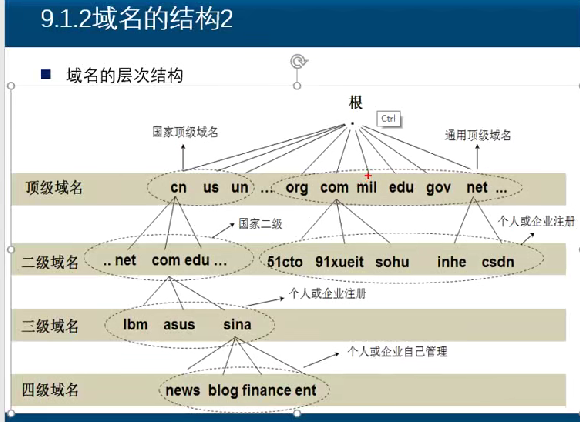 9.1.2域名的结构2
域名的层次结构
根
Ctrl
国家顶级域名
通用顶级域名
顶级域名
cn us un ... org com mil edu gov net ...
国家二级
个人或企业注册
二级域名
.. net com edu ... 51cto 91xueit sohu inhe csdn
个人或企业注册
三级域名
Ibm asus sina
个人或企业自己管理
四级域名
news blog finance ent